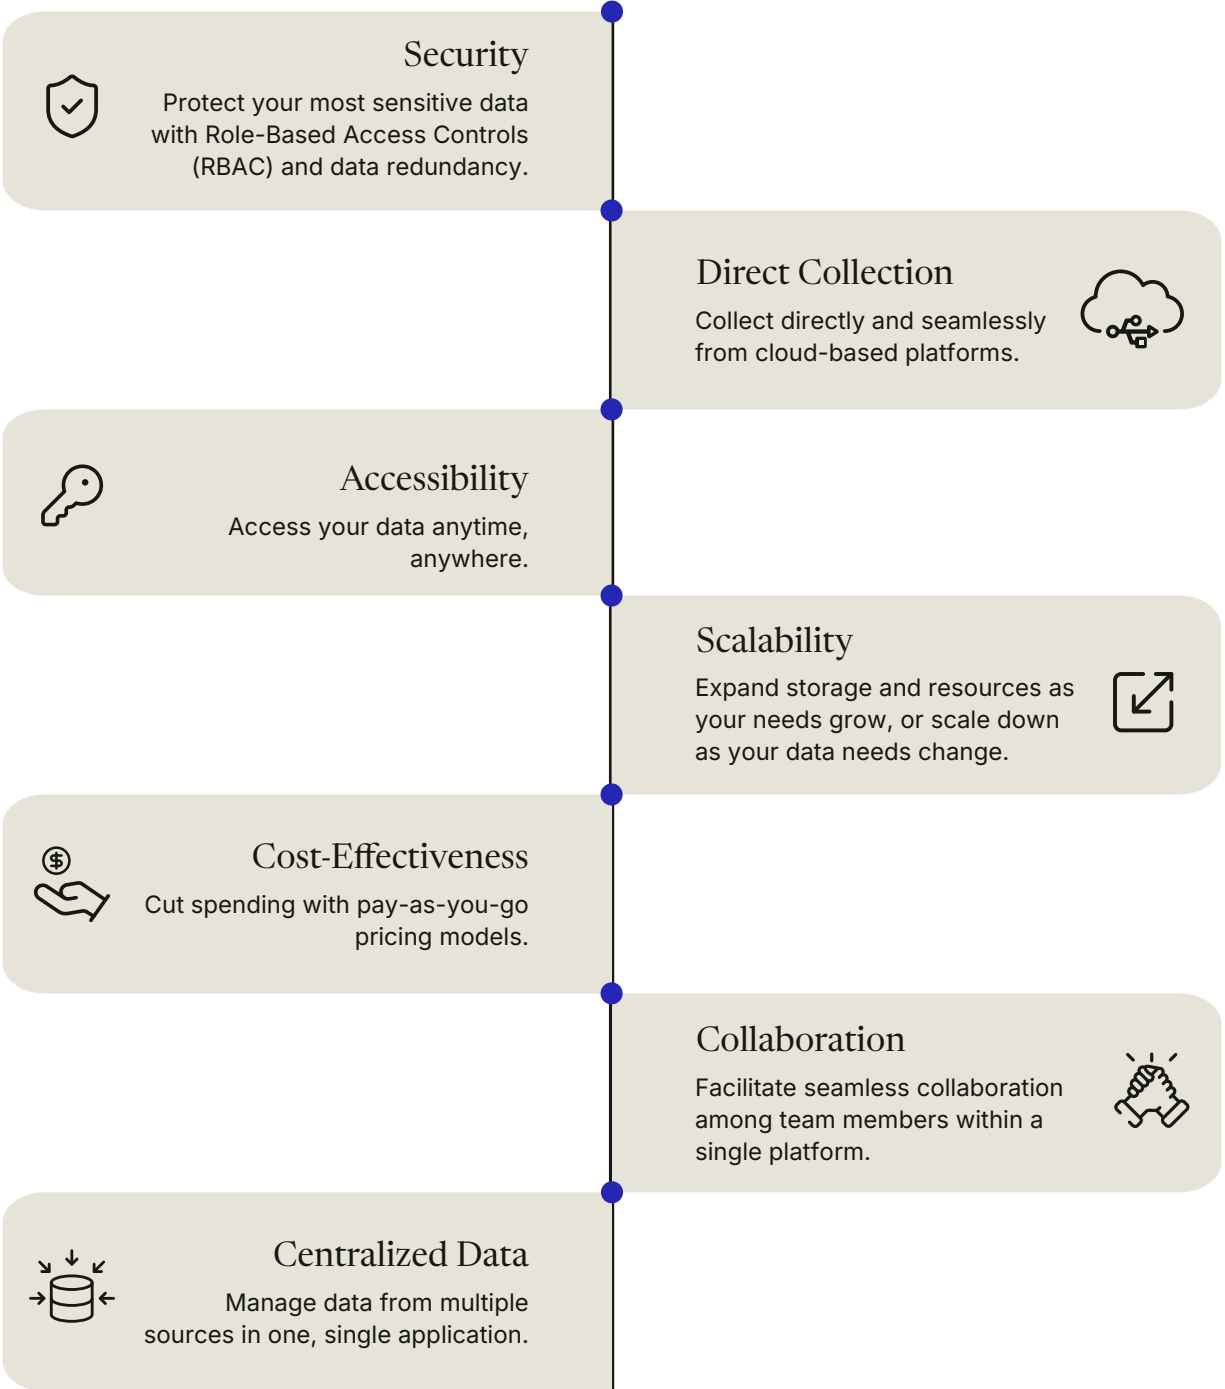 Security
Protect your most sensitive data
with Role-Based Access Controls
(RBAC) and data redundancy.
Direct Collection
Collect directly and seamlessly
from cloud-based platforms.
Accessibility
Access your data anytime,
anywhere.
Scalability
Expand storage and resources as
your needs grow, or scale down
as your data needs change.
$
Cost-Effectiveness
Cut spending with pay-as-you-go
pricing models.
Collaboration
Facilitate seamless collaboration
among team members within a
single platform.
Centralized Data
Manage data from multiple
sources in one, single application.